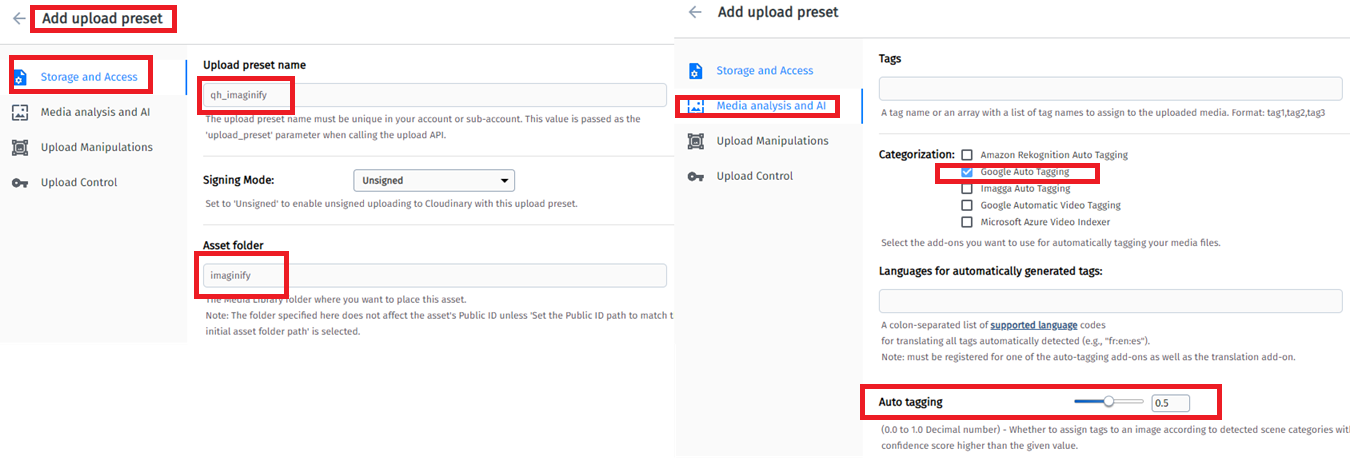 Add upload preset
Storage and Access
Media analysis and AI
Upload Manipulations
Upload Control
Upload preset name
qh_imaginify
The upload preset name must be unique in your account or sub-account. This value is passed as the
'upload_preset' parameter when calling the upload API.
Signing Mode: Unsigned
Set to 'Unsigned' to enable unsigned uploading to Cloudinary with this upload preset.
Asset folder
imaginify
The Media Library folder where you want to place this asset.
Note: The folder specified here does not affect the asset's Public ID unless 'Set the Public ID path to match t
initial asset folder path' is selected.
Add upload preset
Storage and Access
Media analysis and AI
Upload Manipulations
Upload Control
Tags
A tag name or an array with a list of tag names to assign to the uploaded media. Format: tag1,tag2,tag3
Categorization: Amazon Rekognition Auto Tagging
Google Auto Tagging
Imagga Auto Tagging
Google Automatic Video Tagging
Microsoft Azure Video Indexer
Select the add-ons you want to use for automatically tagging your media files.
Languages for automatically generated tags:
A colon-separated list of supported language codes
for translating all tags automatically detected (e.g., "fr:en:es").
Note: must be registered for one of the auto-tagging add-ons as well as the translation add-on.
Auto tagging 0.5
(0.0 to 1.0 Decimal number) - Whether to assign tags to an image according to detected scene categories wit
confidence score higher than the given value.